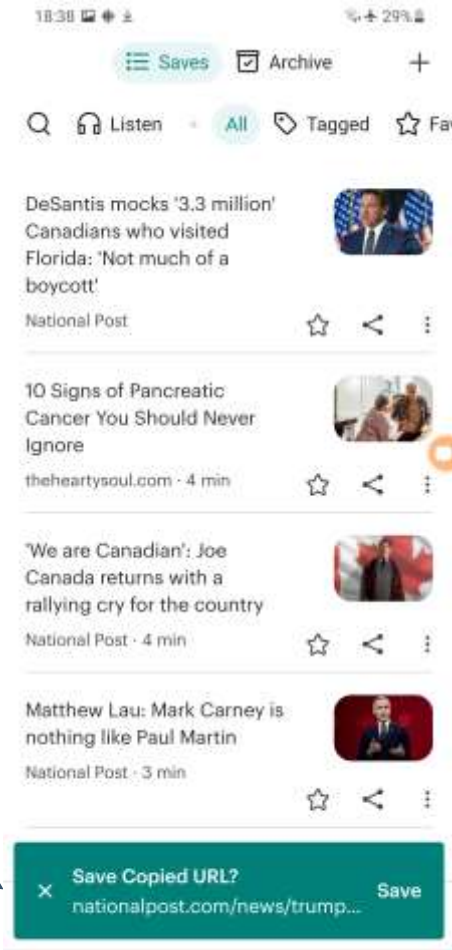 18:38 29%
Saves Archive
Listen All Tagged Fav
DeSantis mocks '3.3 million'
Canadians who visited
Florida: 'Not much of a
boycott'
National Post
10 Signs of Pancreatic
Cancer You Should Never
Ignore
theheartysoul.com · 4 min
'We are Canadian': Joe
Canada returns with a
rallying cry for the country
National Post · 4 min
Matthew Lau: Mark Carney is
nothing like Paul Martin
National Post · 3 min
Save Copied URL?
nationalpost.com/news/trump...
Save